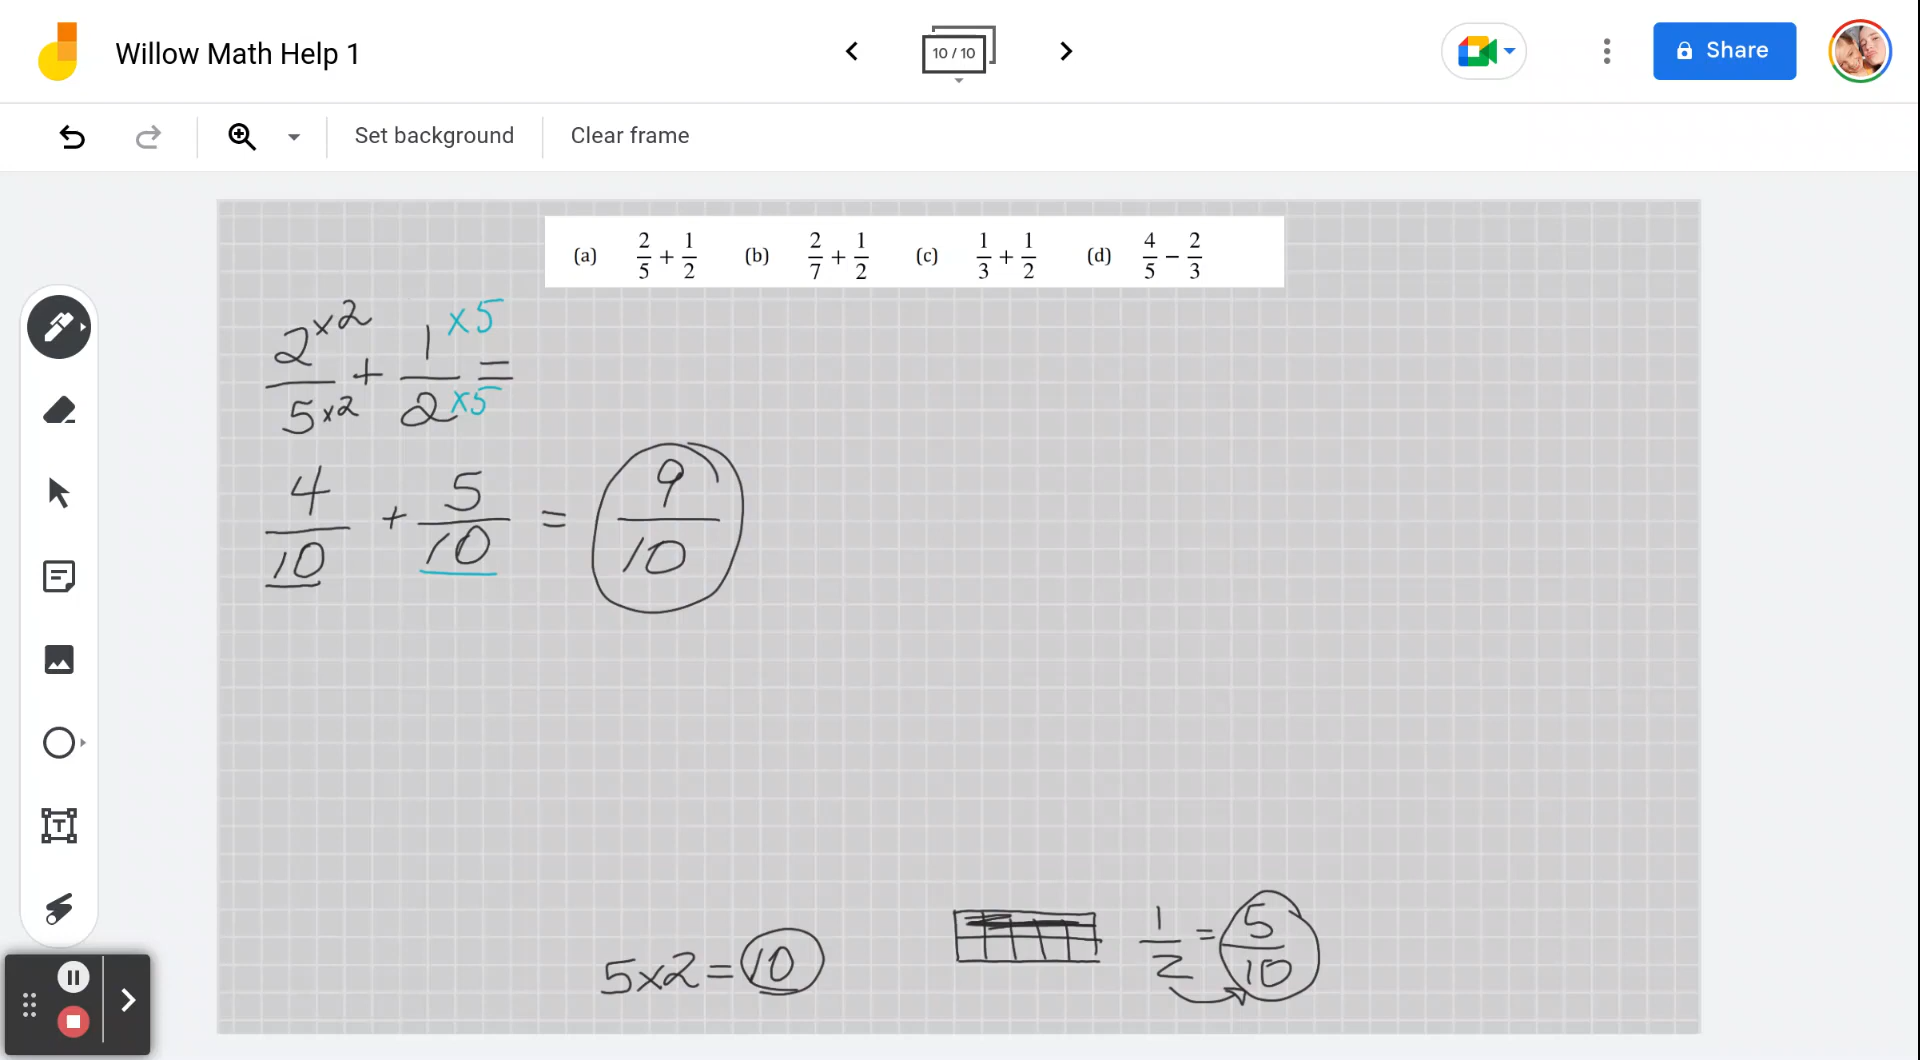 Willow Math Help 1
10 / 10
Share
Set background
Clear frame
(a) 2/5 + 1/2 (b) 2/7 + 1/2 (c) 1/3 + 1/2 (d) 4/5 − 2/3
2×2/5×2 + 1×5/2×5 =
4/10 + 5/10 = 9/10
5×2=10
1/2 = 5/10